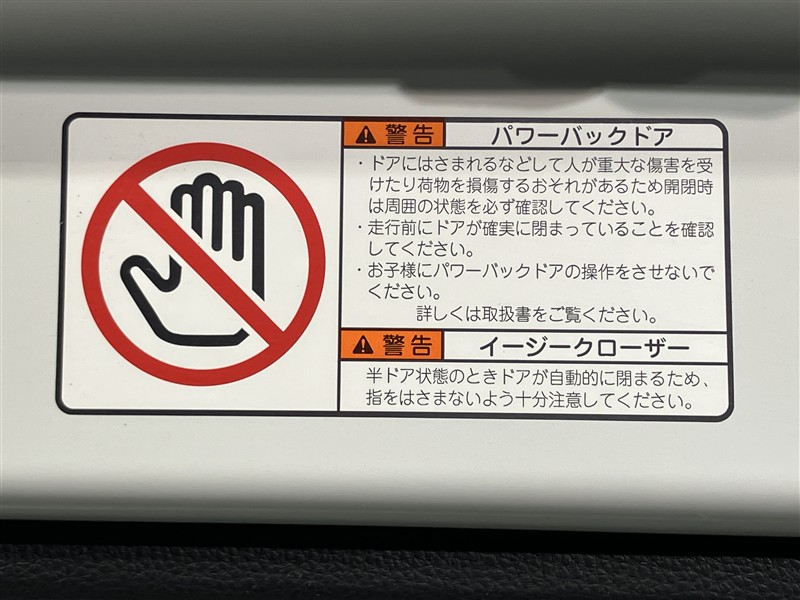 警告 パワーバックドア
・ドアにはさまれるなどして人が重大な傷害を受
けたり荷物を損傷するおそれがあるため開閉時
は周囲の状態を必ず確認してください。
・走行前にドアが確実に閉まっていることを確認
してください。
・お子様にパワーバックドアの操作をさせないで
ください。
詳しくは取扱書をご覧ください。
警告 イージークローザー
半ドア状態のときドアが自動的に閉まるため、
指をはさまないよう十分注意してください。